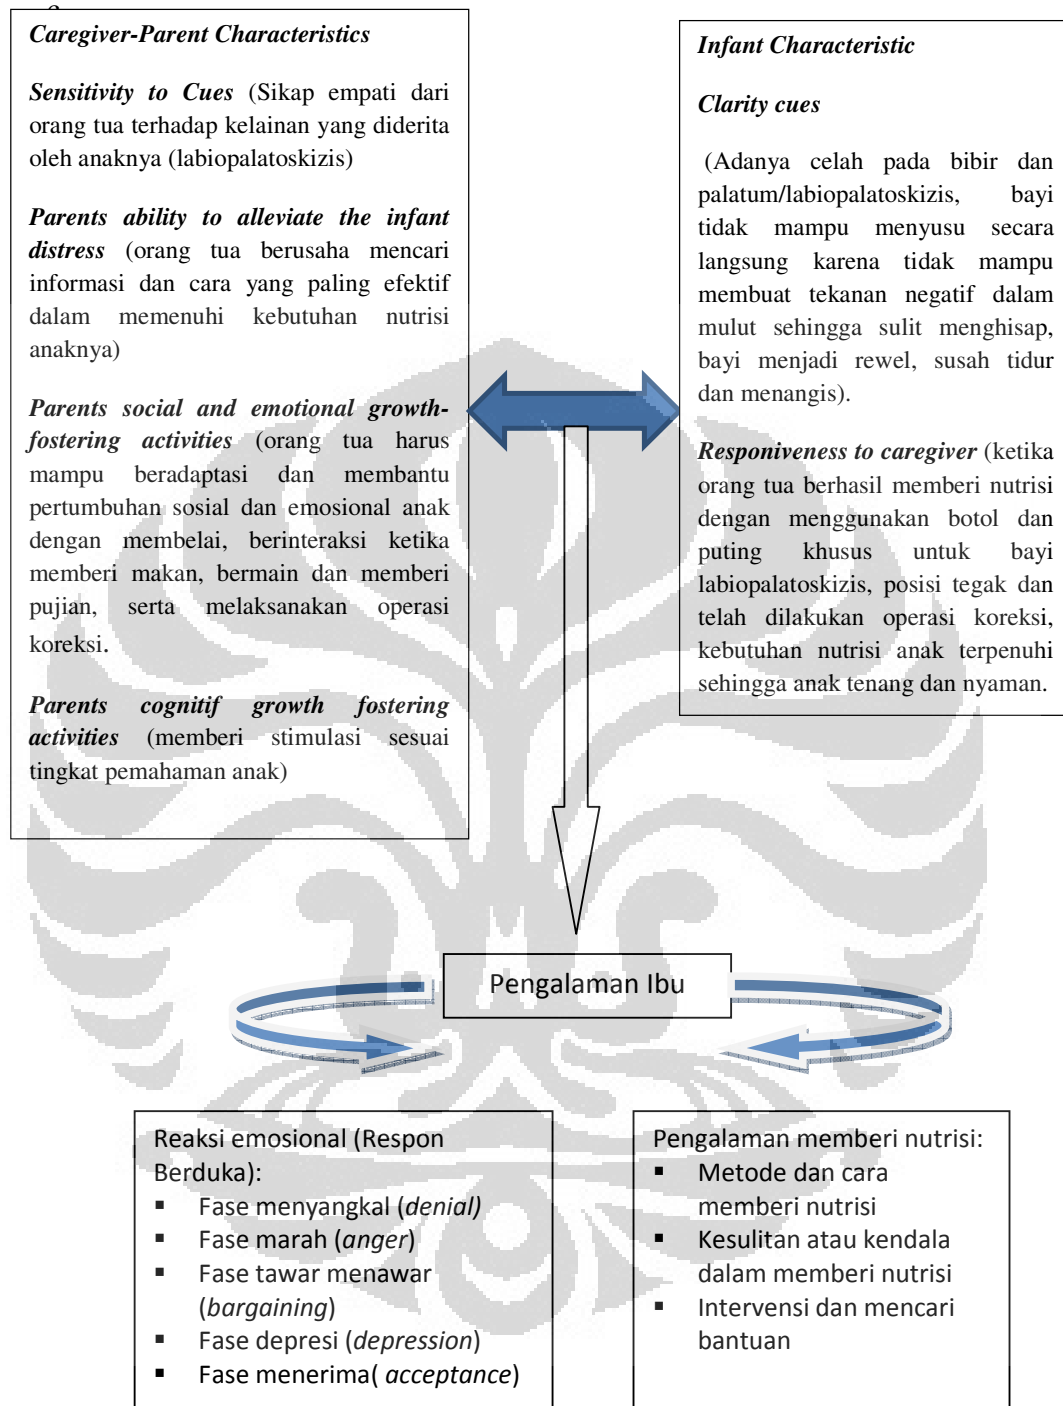 Caregiver-Parent Characteristics
Sensitivity to Cues (Sikap empati dari
orang tua terhadap kelainan yang diderita
oleh anaknya (labiopalatoskizis)
Parents ability to alleviate the infant
distress (orang tua berusaha mencari
informasi dan cara yang paling efektif
dalam memenuhi kebutuhan nutrisi
anaknya)
Parents social and emotional growth-
fostering activities (orang tua harus
mampu beradaptasi dan membantu
pertumbuhan sosial dan emosional anak
dengan membelai, berinteraksi ketika
memberi makan, bermain dan memberi
pujian, serta melaksanakan operasi
koreksi.
Parents cognitif growth fostering
activities (memberi stimulasi sesuai
tingkat pemahaman anak)
Infant Characteristic
Clarity cues
(Adanya celah pada bibir dan
palatum/labiopalatoskizis, bayi
tidak mampu menyusu secara
langsung karena tidak mampu
membuat tekanan negatif dalam
mulut sehingga sulit menghisap,
bayi menjadi rewel, susah tidur
dan menangis).
Responiveness to caregiver (ketika
orang tua berhasil memberi nutrisi
dengan menggunakan botol dan
puting khusus untuk bayi
labiopalatoskizis, posisi tegak dan
telah dilakukan operasi koreksi,
kebutuhan nutrisi anak terpenuhi
sehingga anak tenang dan nyaman.
Pengalaman Ibu
Reaksi emosional (Respon
Berduka):
▪ Fase menyangkal (denial)
▪ Fase marah (anger)
▪ Fase tawar menawar
(bargaining)
▪ Fase depresi (depression)
▪ Fase menerima( acceptance)
Pengalaman memberi nutrisi:
▪ Metode dan cara
memberi nutrisi
▪ Kesulitan atau kendala
dalam memberi nutrisi
▪ Intervensi dan mencari
bantuan